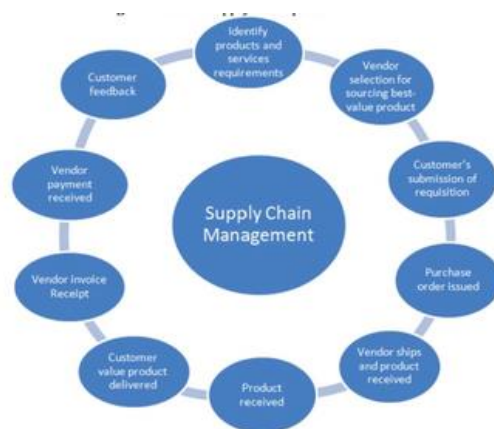 Identify
products and
services
requirements
Vendor
selection for
sourcing best-
value product
Customer's
submission of
requisition
Purchase
order issued
Vendor ships
and product
received
Product
received
Customer
value product
delivered
Vendor invoice
Receipt
Vendor
payment
received
Customer
feedback
Supply Chain
Management